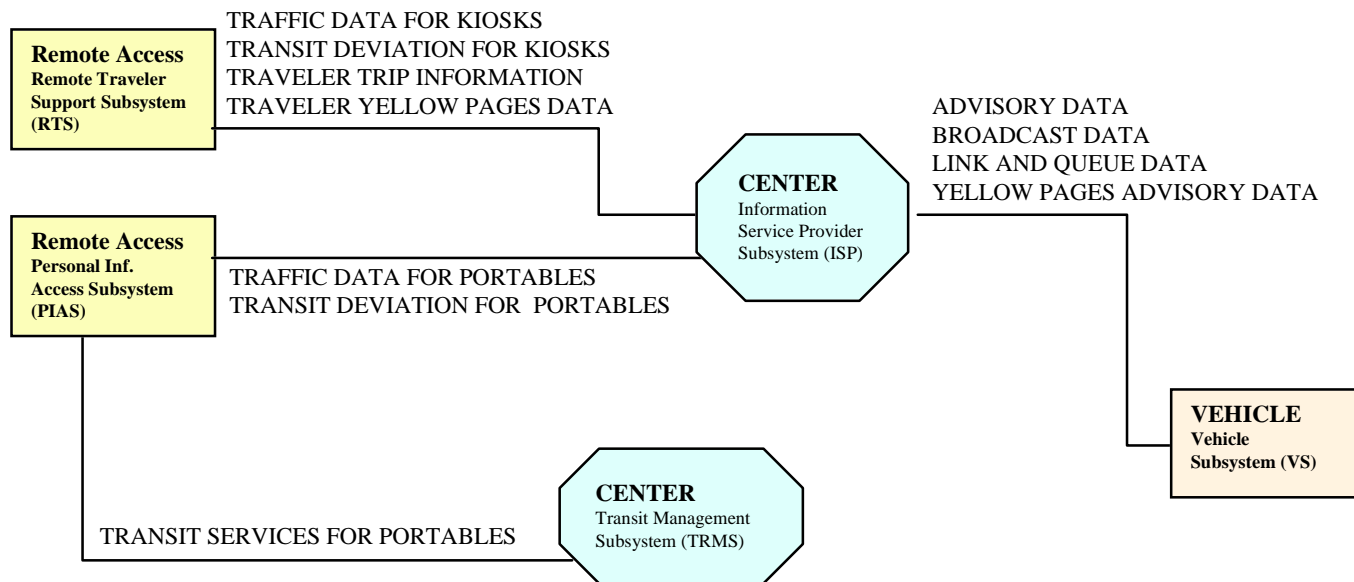 TRAFFIC DATA FOR KIOSKS
TRANSIT DEVIATION FOR KIOSKS
TRAVELER TRIP INFORMATION
TRAVELER YELLOW PAGES DATA
Remote Access
Remote Traveler
Support Subsystem
(RTS)
ADVISORY DATA
BROADCAST DATA
LINK AND QUEUE DATA
YELLOW PAGES ADVISORY DATA
CENTER
Information
Service Provider
Subsystem (ISP)
Remote Access
Personal Inf.
Access Subsystem
(PIAS)
TRAFFIC DATA FOR PORTABLES
TRANSIT DEVIATION FOR PORTABLES
VEHICLE
Vehicle
Subsystem (VS)
CENTER
Transit Management
Subsystem (TRMS)
TRANSIT SERVICES FOR PORTABLES